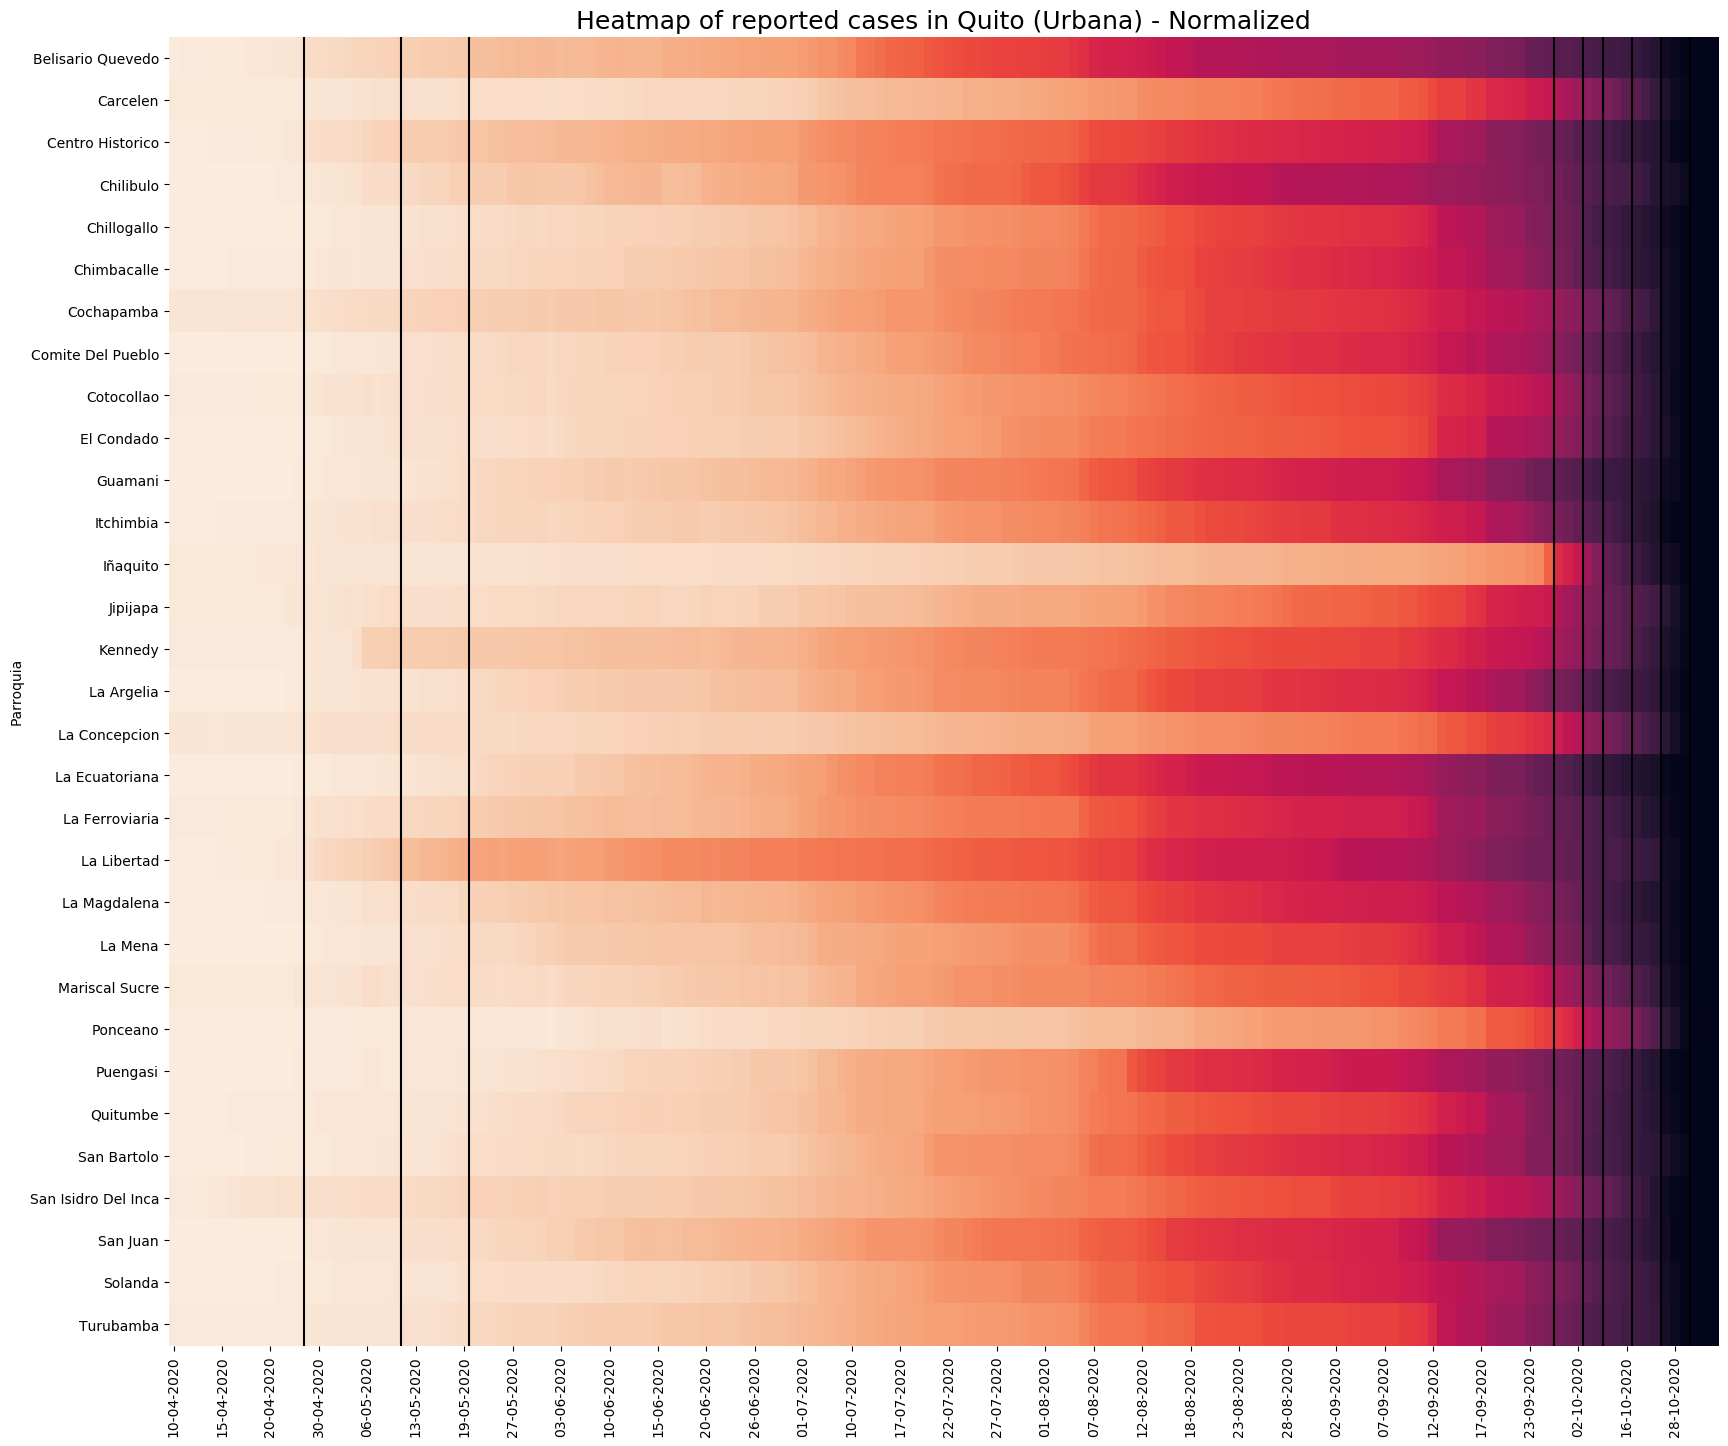 Heatmap of reported cases in Quito (Urbana) - Normalized
Parroquia
Belisario Quevedo
Carcelen
Centro Historico
Chilibulo
Chillogallo
Chimbacalle
Cochapamba
Comite Del Pueblo
Cotocollao
El Condado
Guamani
Itchimbia
Iñaquito
Jipijapa
Kennedy
La Argelia
La Concepcion
La Ecuatoriana
La Ferroviaria
La Libertad
La Magdalena
La Mena
Mariscal Sucre
Ponceano
Puengasi
Quitumbe
San Bartolo
San Isidro Del Inca
San Juan
Solanda
Turubamba
10-04-2020
15-04-2020
20-04-2020
30-04-2020
06-05-2020
13-05-2020
19-05-2020
27-05-2020
03-06-2020
10-06-2020
15-06-2020
20-06-2020
26-06-2020
01-07-2020
10-07-2020
17-07-2020
22-07-2020
27-07-2020
01-08-2020
07-08-2020
12-08-2020
18-08-2020
23-08-2020
28-08-2020
02-09-2020
07-09-2020
12-09-2020
17-09-2020
23-09-2020
02-10-2020
16-10-2020
28-10-2020